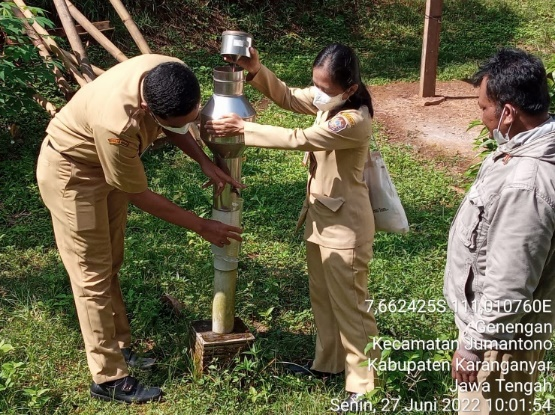 7,662425S 111,010760E
Genengan
Kecamatan Jumantono
Kabupaten Karanganyar
Jawa Tengah
Senin, 27 Juni 2022 10:01:54